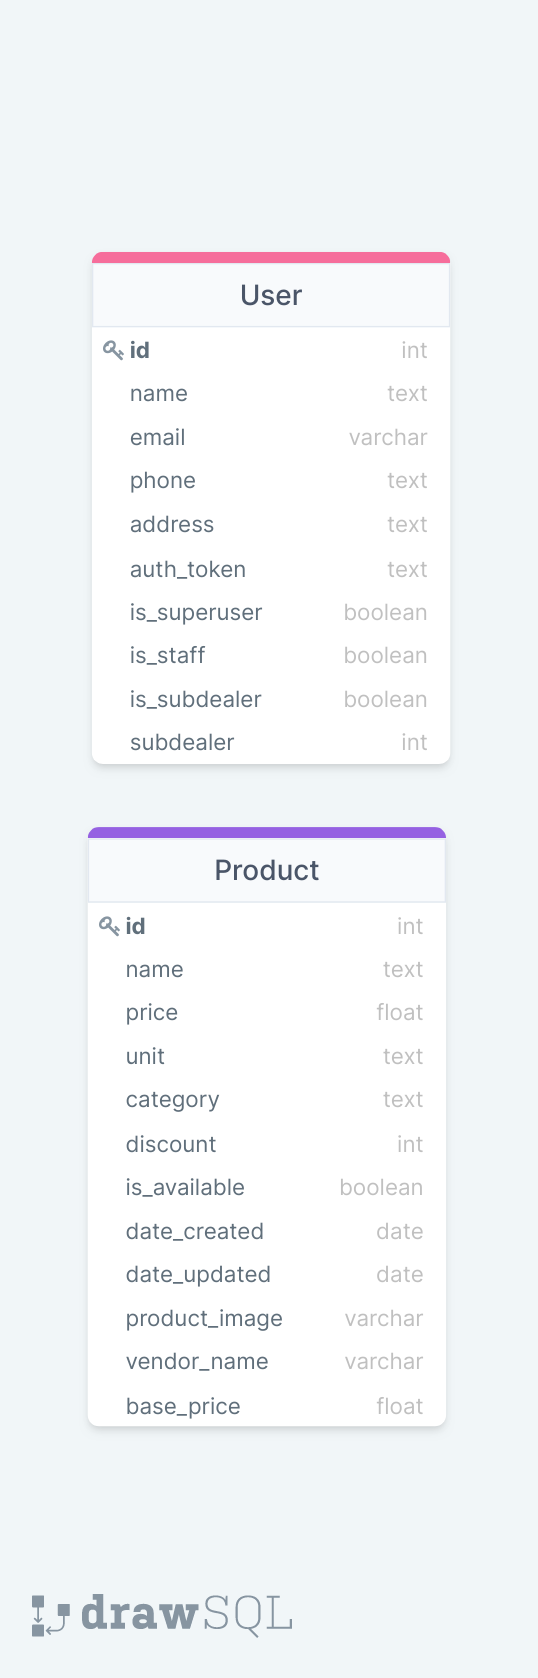 User
id int
name text
email varchar
phone text
address text
auth_token text
is_superuser boolean
is_staff boolean
is_subdealer boolean
subdealer int
Product
id int
name text
price float
unit text
category text
discount int
is_available boolean
date_created date
date_updated date
product_image varchar
vendor_name varchar
base_price float
drawSQL